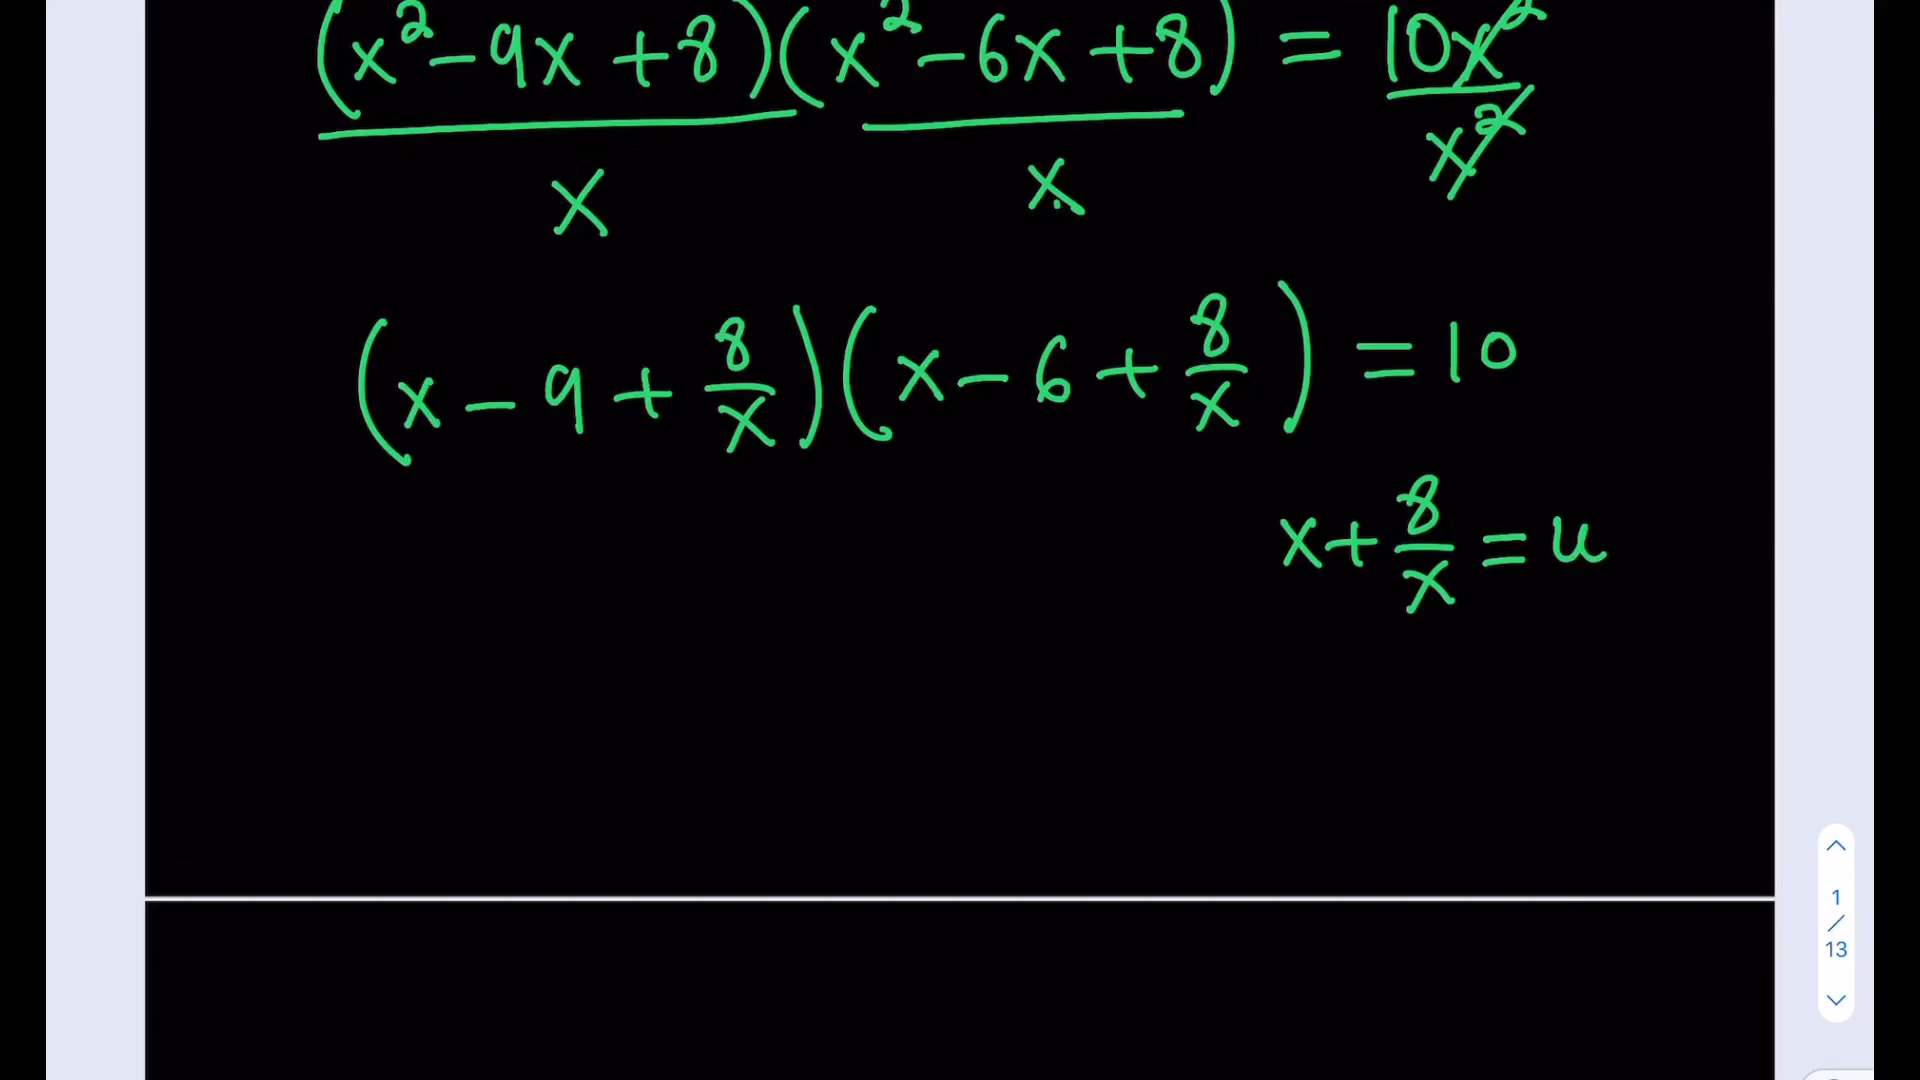 (x² - 9x + 8)(x² - 6x + 8) = 10x²
x x x²
(x - 9 + 8/x)(x - 6 + 8/x) = 10
x + 8/x = u
1
/
13